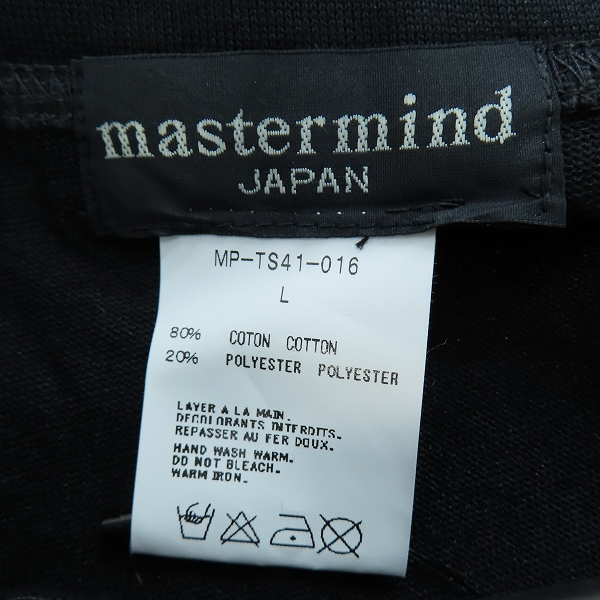 mastermind
JAPAN
MP-TS41-016
L
80% COTON COTTON
20% POLYESTER POLYESTER
LAYER A LA MAIN.
DECOLORANTS INTERDITS.
REPASSER AU FER DOUX.
HAND WASH WARM.
DO NOT BLEACH.
WARM IRON.